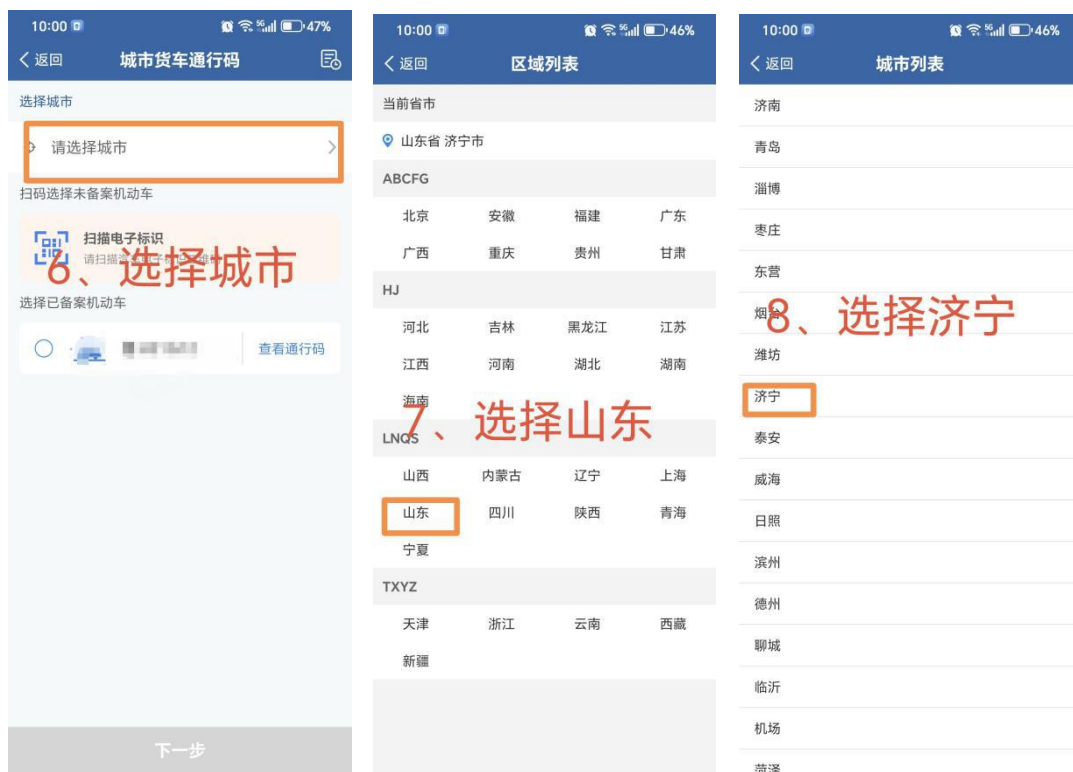 10:00 5G 47%
返回 城市货车通行码
选择城市
请选择城市
扫码选择未备案机动车
扫描电子标识
请扫描
6、选择城市
选择已备案机动车
查看通行码
下一步
10:00 5G 46%
返回 区域列表
当前省市
山东省 济宁市
ABCFG
北京 安徽 福建 广东
广西 重庆 贵州 甘肃
HJ
河北 吉林 黑龙江 江苏
江西 河南 湖北 湖南
海南
7、选择山东
LNQS
山西 内蒙古 辽宁 上海
山东 四川 陕西 青海
宁夏
TXYZ
天津 浙江 云南 西藏
新疆
10:00 5G 46%
返回 城市列表
济南
青岛
淄博
枣庄
东营
烟台
8、选择济宁
潍坊
济宁
泰安
威海
日照
滨州
德州
聊城
临沂
机场
菏泽